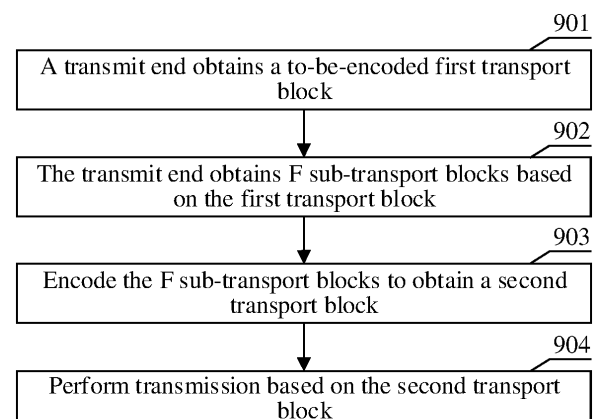 901
A transmit end obtains a to-be-encoded first transport
block
902
The transmit end obtains F sub-transport blocks based
on the first transport block
903
Encode the F sub-transport blocks to obtain a second
transport block
904
Perform transmission based on the second transport
block